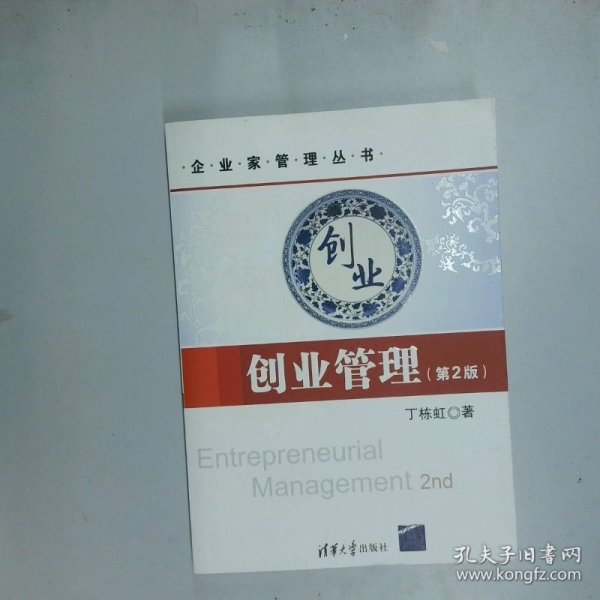 ·企·业·家·管·理·丛·书·
创业
创业管理（第2版）
丁栋虹◎著
Entrepreneurial
Management 2nd
清华大学出版社
孔夫子旧书网
www.kongfz.com